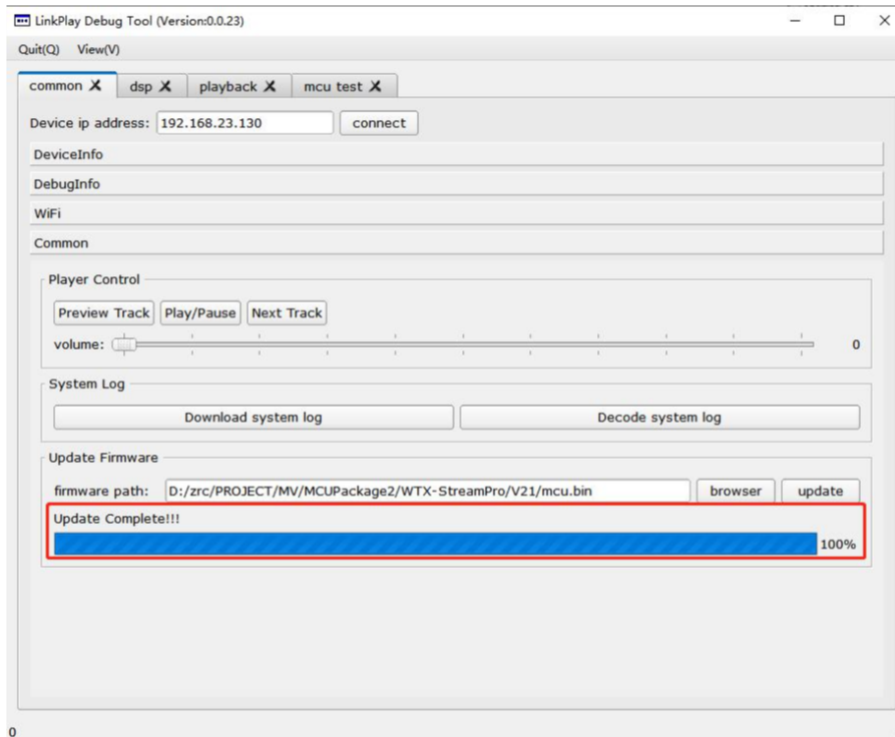 LinkPlay Debug Tool (Version:0.0.23)
Quit(Q) View(V)
common dsp playback mcu test
Device ip address: 192.168.23.130 connect
DeviceInfo
DebugInfo
WiFi
Common
Player Control
Preview Track Play/Pause Next Track
volume: 0
System Log
Download system log Decode system log
Update Firmware
firmware path: D:/zrc/PROJECT/MV/MCUPackage2/WTX-StreamPro/V21/mcu.bin browser update
Update Complete!!!
100%
0